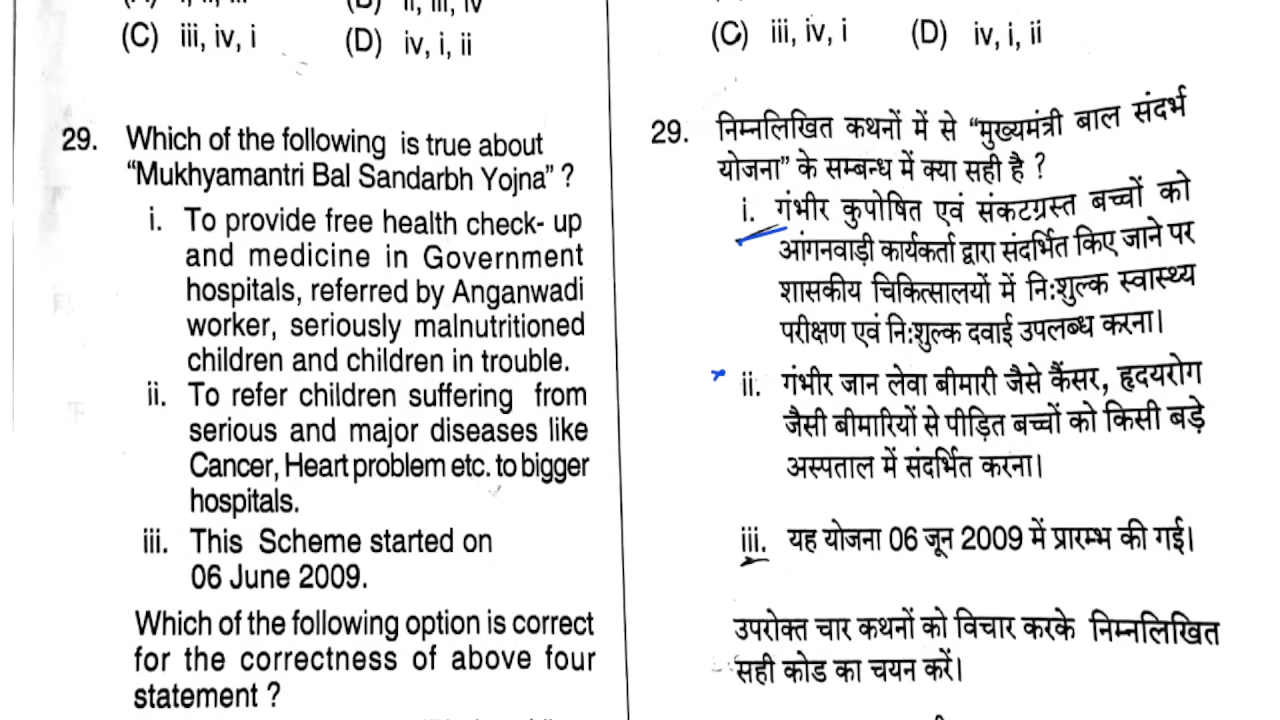 (C) iii, iv, i (D) iv, i, ii
29. Which of the following is true about
“Mukhyamantri Bal Sandarbh Yojna” ?
i. To provide free health check- up
and medicine in Government
hospitals, referred by Anganwadi
worker, seriously malnutritioned
children and children in trouble.
ii. To refer children suffering from
serious and major diseases like
Cancer, Heart problem etc. to bigger
hospitals.
iii. This Scheme started on
06 June 2009.
Which of the following option is correct
for the correctness of above four
statement ?
(C) iii, iv, i (D) iv, i, ii
29. निम्नलिखित कथनों में से “मुख्यमंत्री बाल संदर्भ
योजना” के सम्बन्ध में क्या सही है ?
i. गंभीर कुपोषित एवं संकटग्रस्त बच्चों को
आंगनवाड़ी कार्यकर्ता द्वारा संदर्भित किए जाने पर
शासकीय चिकित्सालयों में नि:शुल्क स्वास्थ्य
परीक्षण एवं नि:शुल्क दवाई उपलब्ध करना।
ii. गंभीर जान लेवा बीमारी जैसे कैंसर, हृदयरोग
जैसी बीमारियों से पीड़ित बच्चों को किसी बड़े
अस्पताल में संदर्भित करना।
iii. यह योजना 06 जून 2009 में प्रारम्भ की गई।
उपरोक्त चार कथनों को विचार करके निम्नलिखित
सही कोड का चयन करें।